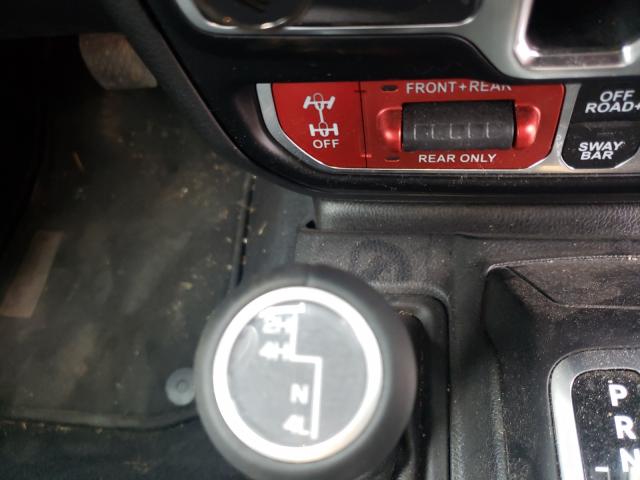 FRONT+REAR
OFF
REAR ONLY
OFF
ROAD+
SWAY
BAR
2H
4H
N
4L
P
R
N